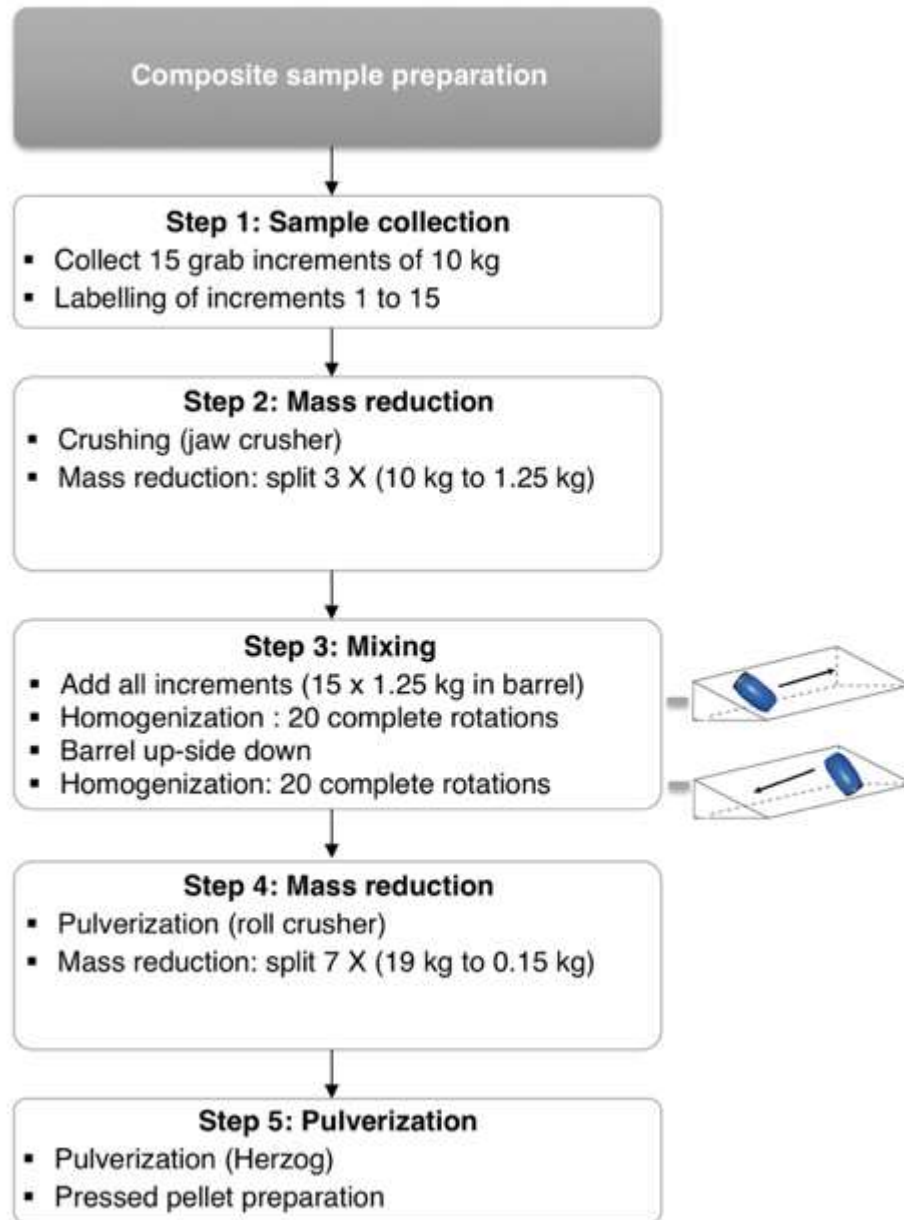 Composite sample preparation
Step 1: Sample collection
▪ Collect 15 grab increments of 10 kg
▪ Labelling of increments 1 to 15
Step 2: Mass reduction
▪ Crushing (jaw crusher)
▪ Mass reduction: split 3 X (10 kg to 1.25 kg)
Step 3: Mixing
▪ Add all increments (15 x 1.25 kg in barrel)
▪ Homogenization : 20 complete rotations
▪ Barrel up-side down
▪ Homogenization: 20 complete rotations
Step 4: Mass reduction
▪ Pulverization (roll crusher)
▪ Mass reduction: split 7 X (19 kg to 0.15 kg)
Step 5: Pulverization
▪ Pulverization (Herzog)
▪ Pressed pellet preparation